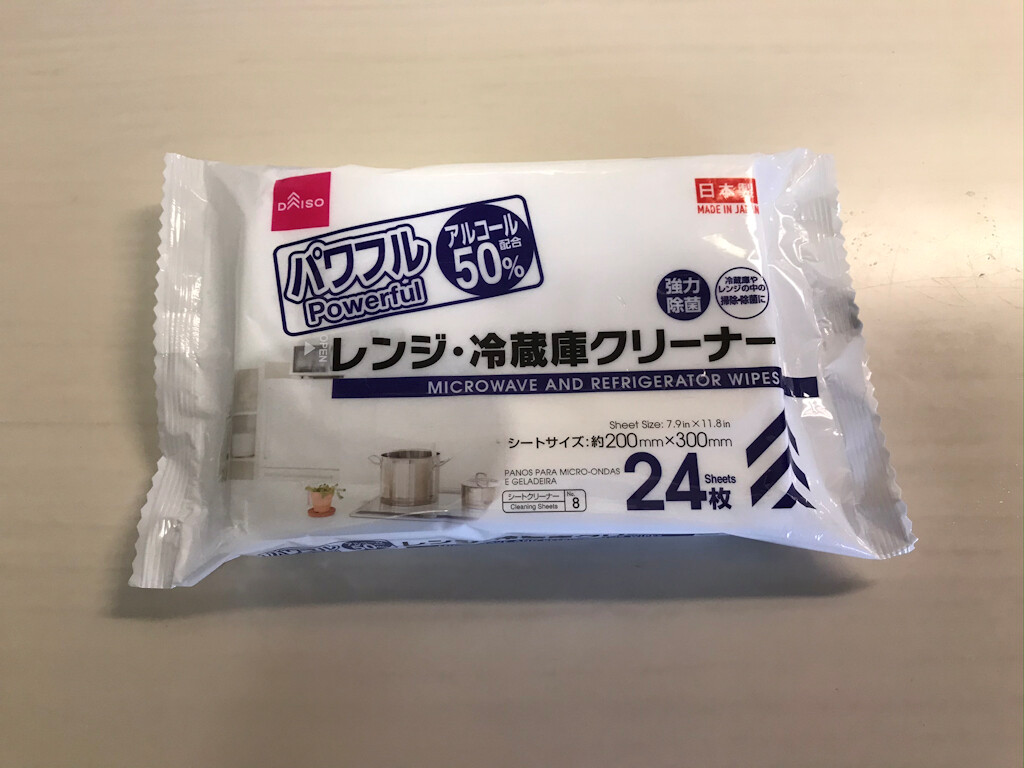 DAISO
日本製
MADE IN JAPAN
パワフル
Powerful
アルコール
配合
50%
強力
除菌
冷蔵庫や
レンジの中の
掃除・除菌に
OPEN
レンジ・冷蔵庫クリーナー
MICROWAVE AND REFRIGERATOR WIPES
Sheet Size: 7.9in×11.8in
シートサイズ:約200mm×300mm
PANOS PARA MICRO-ONDAS
E GELADEIRA
シートクリーナー
Cleaning Sheets
No.
8
24 Sheets
枚